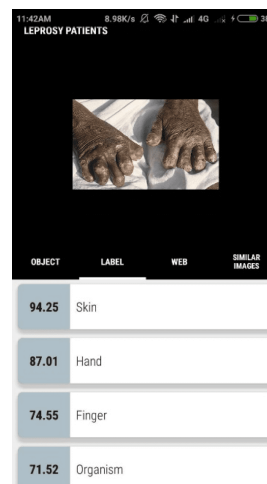 11:42AM 8.98K/s 4G
LEPROSY PATIENTS
OBJECT LABEL WEB SIMILAR IMAGES
94.25 Skin
87.01 Hand
74.55 Finger
71.52 Organism